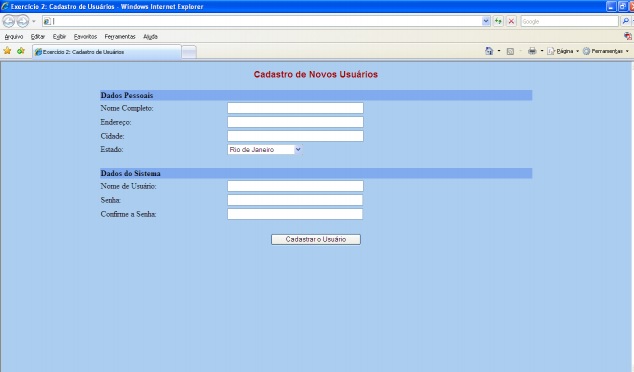 Exercício 2: Cadastro de Usuários - Windows Internet Explorer
Google
Arquivo Editar Exibir Favoritos Ferramentas Ajuda
Exercício 2: Cadastro de Usuários
Página Ferramentas
Cadastro de Novos Usuários
Dados Pessoais
Nome Completo:
Endereço:
Cidade:
Estado: Rio de Janeiro
Dados do Sistema
Nome de Usuário:
Senha:
Confirme a Senha:
Cadastrar o Usuário